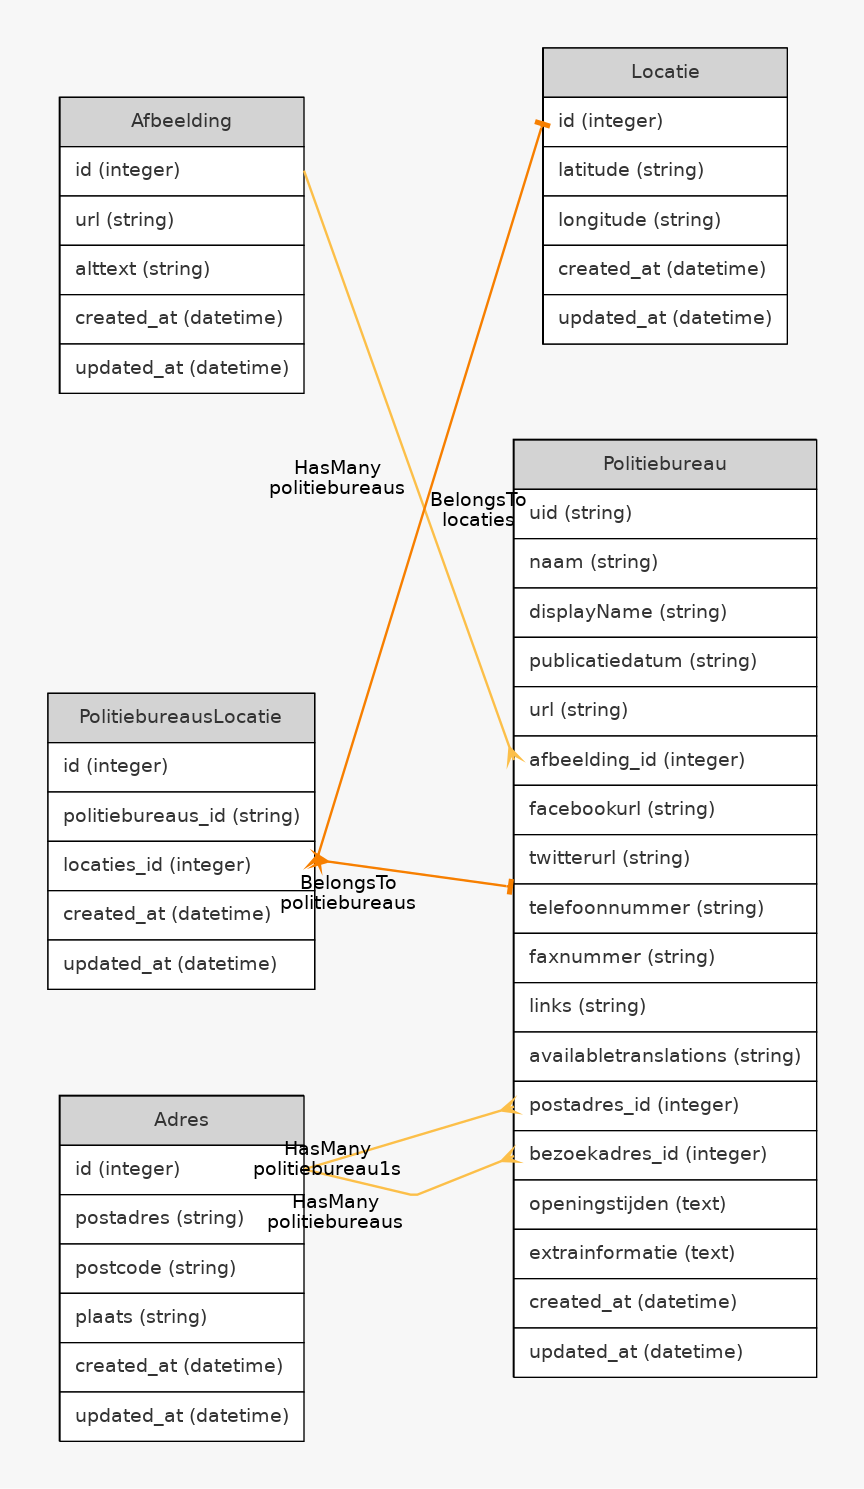 Locatie
id (integer)
latitude (string)
longitude (string)
created_at (datetime)
updated_at (datetime)
Afbeelding
id (integer)
url (string)
alttext (string)
created_at (datetime)
updated_at (datetime)
HasMany
politiebureaus
BelongsTo
locaties
Politiebureau
uid (string)
naam (string)
displayName (string)
publicatiedatum (string)
url (string)
afbeelding_id (integer)
facebookurl (string)
twitterurl (string)
telefoonnummer (string)
faxnummer (string)
links (string)
availabletranslations (string)
postadres_id (integer)
bezoekadres_id (integer)
openingstijden (text)
extrainformatie (text)
created_at (datetime)
updated_at (datetime)
PolitiebureausLocatie
id (integer)
politiebureaus_id (string)
locaties_id (integer)
created_at (datetime)
updated_at (datetime)
BelongsTo
politiebureaus
Adres
id (integer)
postadres (string)
postcode (string)
plaats (string)
created_at (datetime)
updated_at (datetime)
HasMany
politiebureau1s
HasMany
politiebureaus